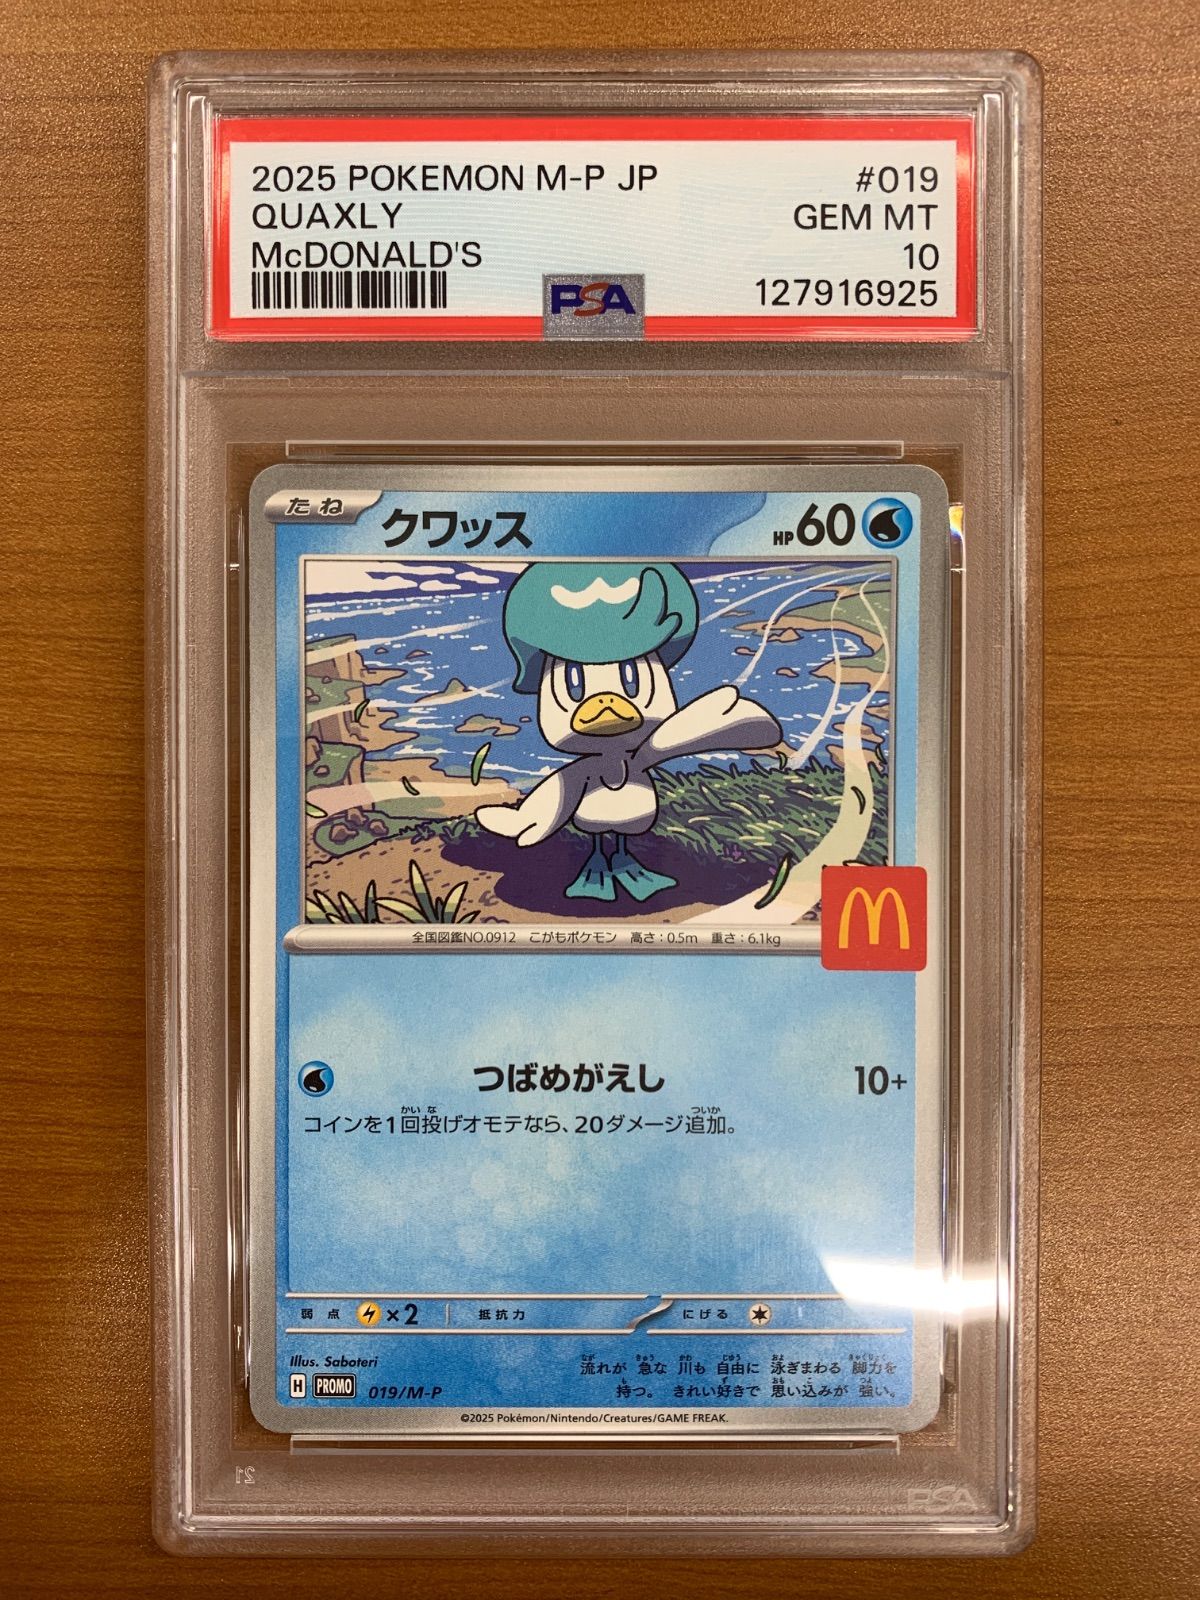 2025 POKEMON M-P JP #019
QUAXLY GEM MT
McDONALD'S 10
127916925
PSA
たね
クワッス HP60
全国図鑑NO.0912 こがもポケモン 高さ:0.5m 重さ:6.1kg
M
つばめがえし 10+
コインを1回投げオモテなら、20ダメージ追加。
弱点 ×2 抵抗力 にげる
Illus. Saboteri
流れが 急な 川も 自由に 泳ぎまわる 脚力を
H PROMO 019/M-P
持つ。 きれい好きで 思い込みが 強い。
©2025 Pokémon/Nintendo/Creatures/GAME FREAK.
21
PSA